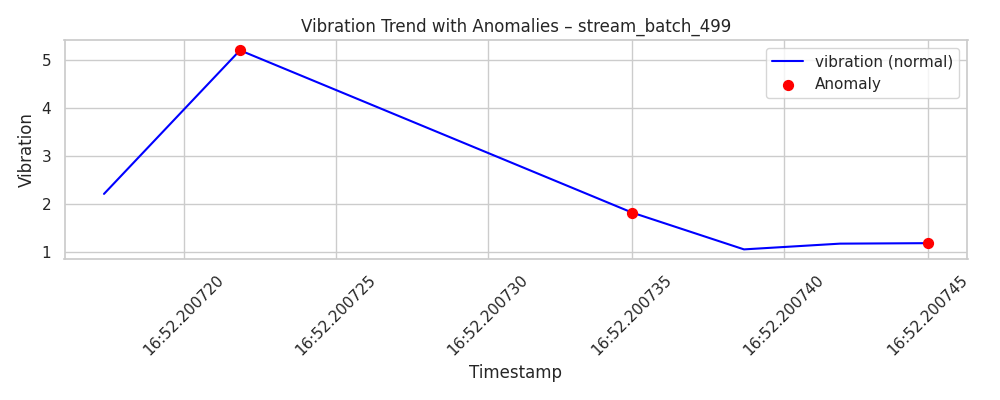 Vibration Trend with Anomalies – stream_batch_499
vibration (normal)
Anomaly
Vibration
5
4
3
2
1
16:52.200720
16:52.200725
16:52.200730
16:52.200735
16:52.200740
16:52.200745
Timestamp